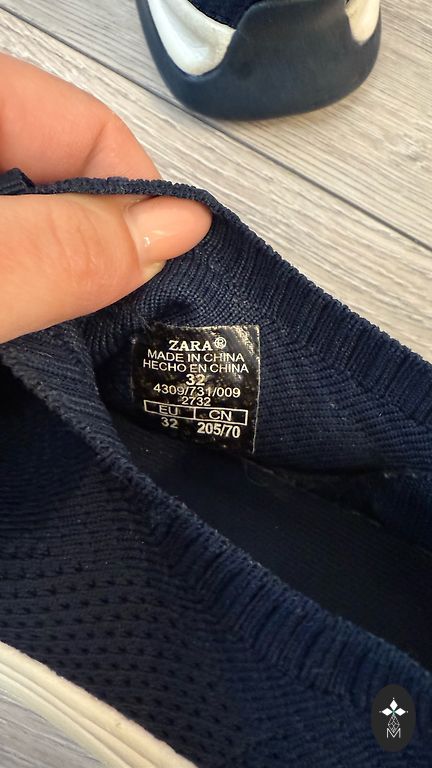 ZARA®
MADE IN CHINA
HECHO EN CHINA
32
4309/731/009
2732
EU CN
32 205/70
M